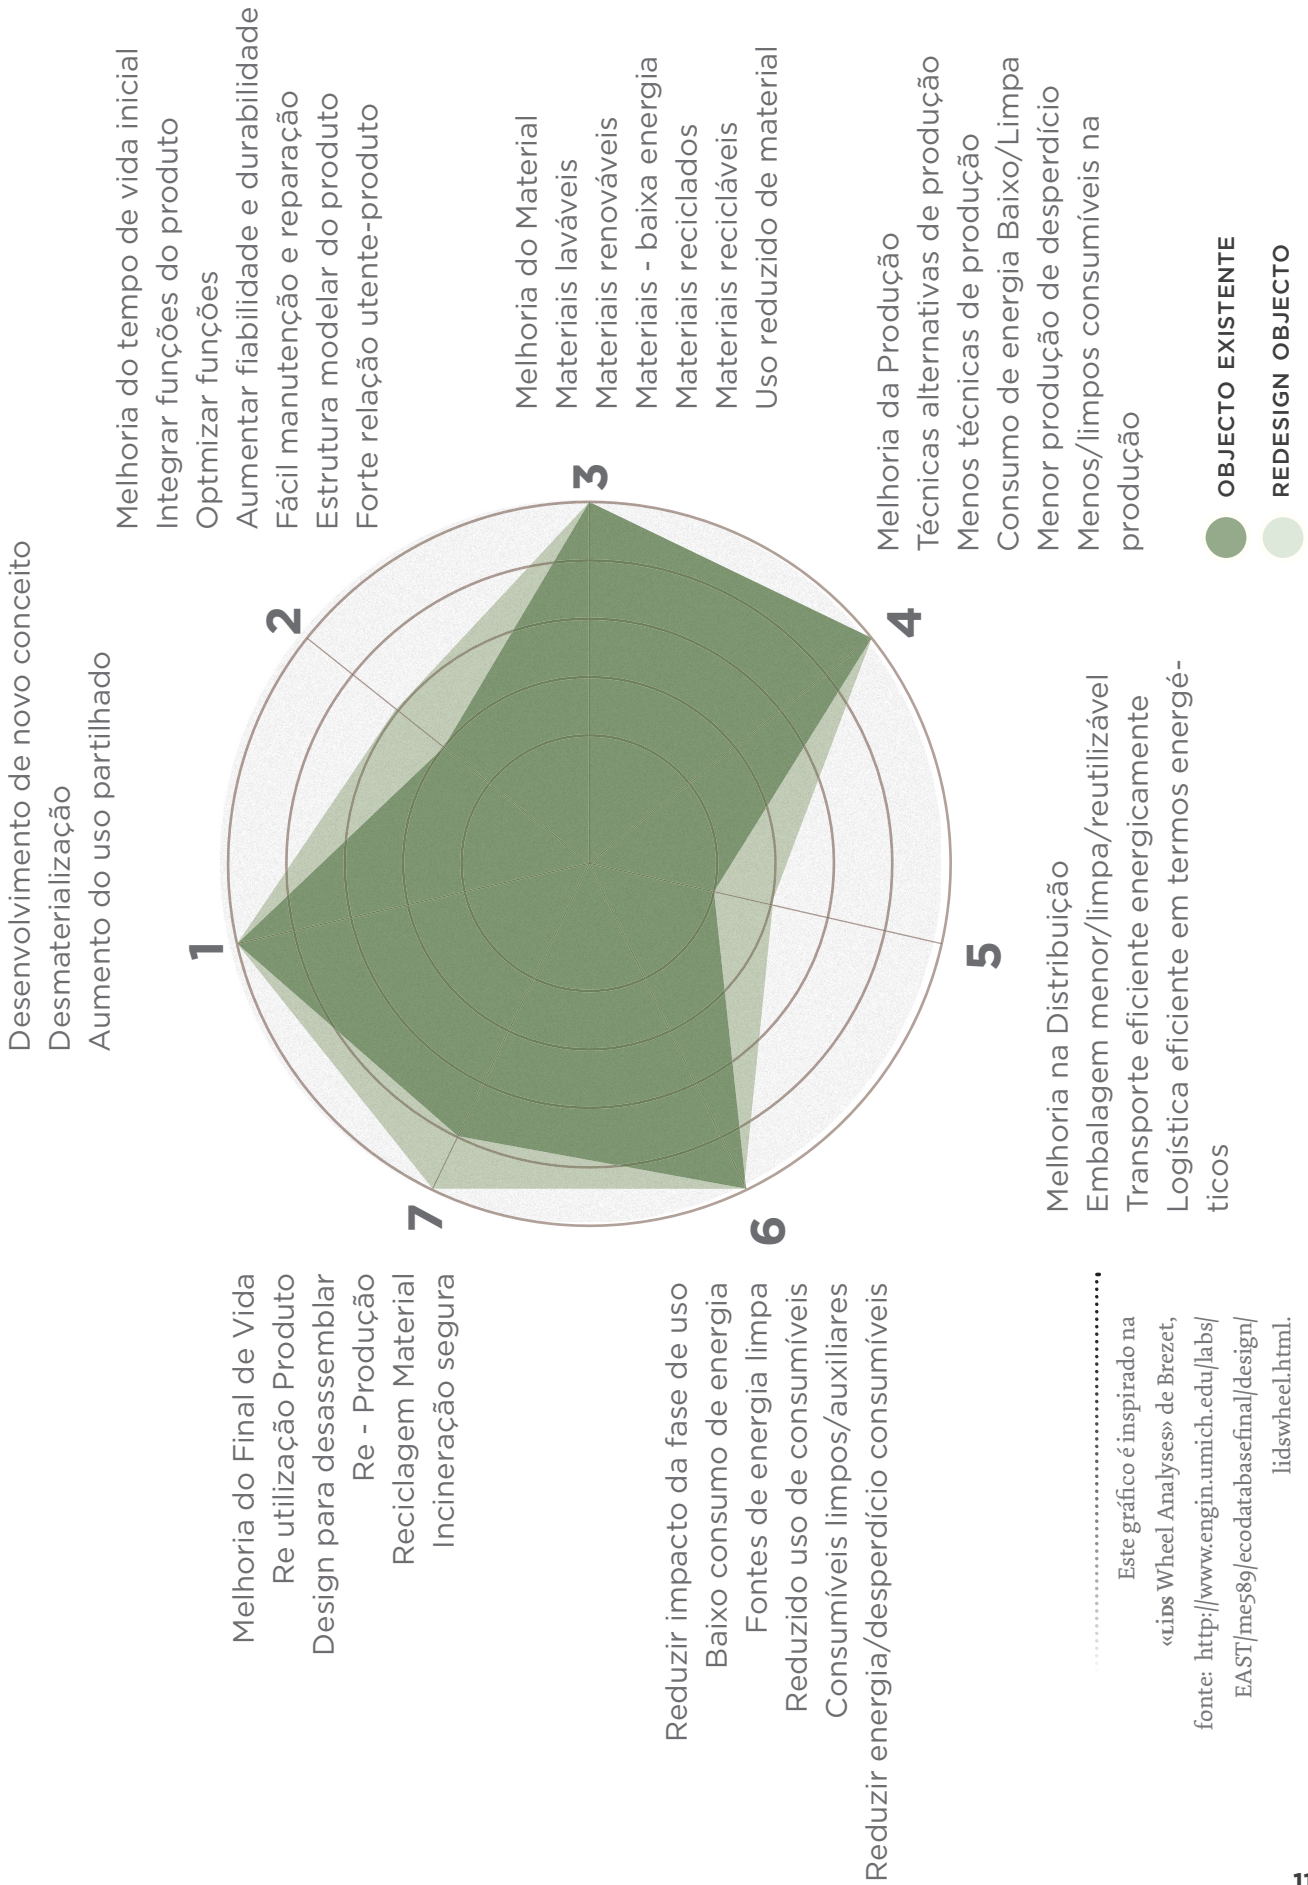 Desenvolvimento de novo conceito
Desmaterialização
Aumento do uso partilhado
1
Melhoria do tempo de vida inicial
Integrar funções do produto
Optmizar funções
Aumentar fiabilidade e durabilidade
Fácil manutenção e reparação
Estrutura modelar do produto
Forte relação utente-produto
2
Melhoria do Material
Materiais laváveis
Materiais renováveis
Materiais - baixa energia
Materiais reciclados
Materiais recicláveis
Uso reduzido de material
3
Melhoria da Produção
Técnicas alternativas de produção
Menos técnicas de produção
Consumo de energia Baixo/Limpa
Menor produção de desperdício
Menos/limpos consumíveis na
produção
4
Melhoria na Distribuição
Embalagem menor/limpa/reutilizável
Transporte eficiente energicamente
Logística eficiente em termos energé-
ticos
5
Reduzir impacto da fase de uso
Baixo consumo de energia
Fontes de energia limpa
Reduzido uso de consumíveis
Consumíveis limpos/auxiliares
Reduzir energia/desperdício consumíveis
6
Melhoria do Final de Vida
Re utilização Produto
Design para desassemblar
Re - Produção
Reciclagem Material
Incineração segura
7
OBJECTO EXISTENTE
REDESIGN OBJECTO
Este gráfico é inspirado na
«LiDS Wheel Analyses» de Brezet,
fonte: http://www.engin.umich.edu/labs/
EAST/me589/ecodatabasefinal/design/
lidswheel.html.